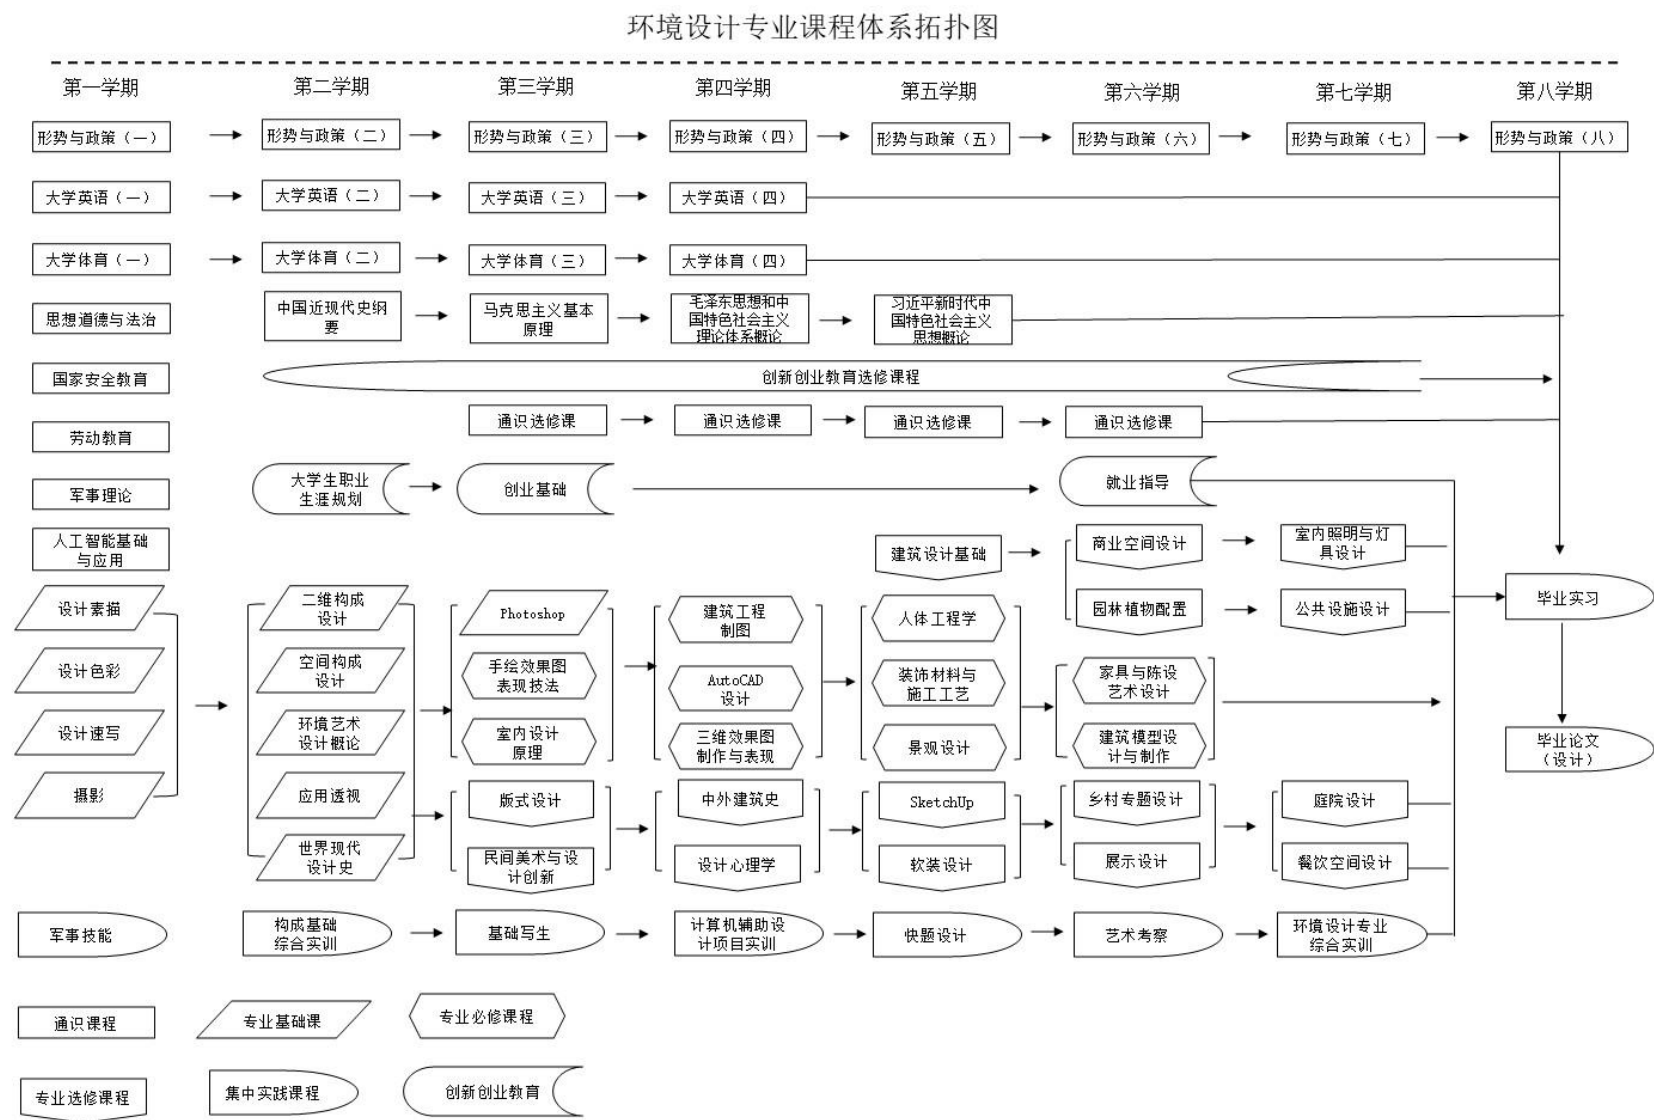 环境设计专业课程体系拓扑图
第一学期
第二学期
第三学期
第四学期
第五学期
第六学期
第七学期
第八学期
形势与政策（一）
形势与政策（二）
形势与政策（三）
形势与政策（四）
形势与政策（五）
形势与政策（六）
形势与政策（七）
形势与政策（八）
大学英语（一）
大学英语（二）
大学英语（三）
大学英语（四）
大学体育（一）
大学体育（二）
大学体育（三）
大学体育（四）
思想道德与法治
中国近现代史纲
要
马克思主义基本
原理
毛泽东思想和中
国特色社会主义
理论体系概论
习近平新时代中
国特色社会主义
思想概论
国家安全教育
创新创业教育选修课程
劳动教育
通识选修课
通识选修课
通识选修课
通识选修课
军事理论
大学生职业
生涯规划
创业基础
就业指导
人工智能基础
与应用
建筑设计基础
商业空间设计
室内照明与灯
具设计
设计素描
二维构成
设计
Photoshop
建筑工程
制图
人体工程学
园林植物配置
公共设施设计
毕业实习
设计色彩
空间构成
设计
手绘效果图
表现技法
AutoCAD
设计
装饰材料与
施工工艺
家具与陈设
艺术设计
设计速写
环境艺术
设计概论
室内设计
原理
三维效果图
制作与表现
景观设计
建筑模型设
计与制作
毕业论文
（设计）
摄影
应用透视
版式设计
中外建筑史
SketchUp
乡村专题设计
庭院设计
世界现代
设计史
民间美术与设
计创新
设计心理学
软装设计
展示设计
餐饮空间设计
军事技能
构成基础
综合实训
基础写生
计算机辅助设
计项目实训
快题设计
艺术考察
环境设计专业
综合实训
通识课程
专业基础课
专业必修课程
专业选修课程
集中实践课程
创新创业教育